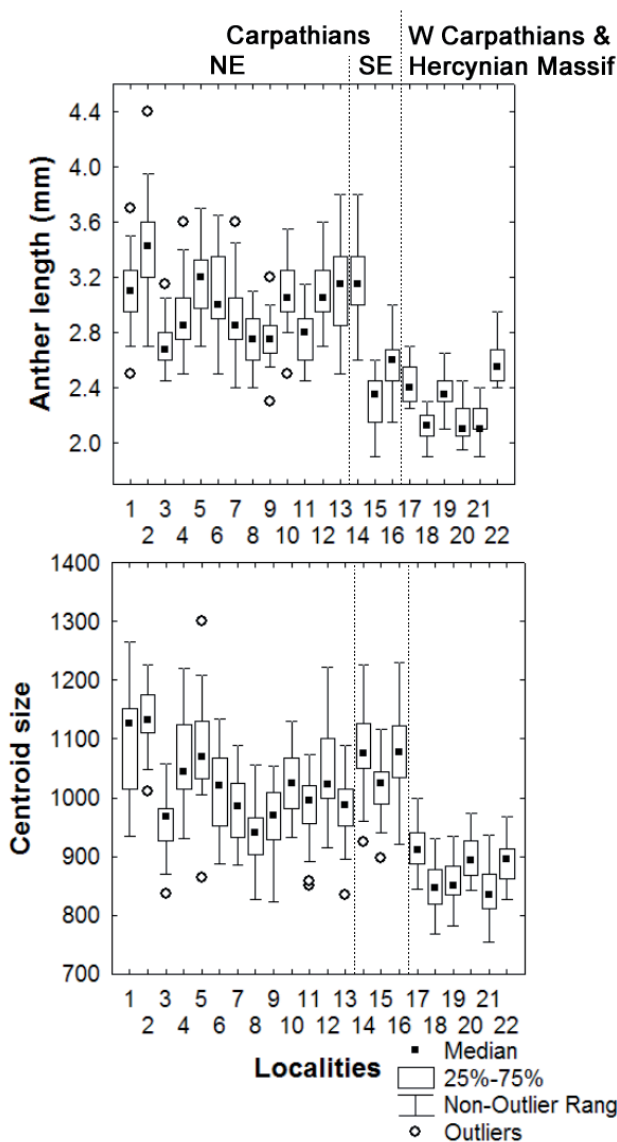 Carpathians
W Carpathians &
NE
SE
Hercynian Massif
Anther length (mm)
4.4
4.0
3.6
3.2
2.8
2.4
2.0
1 3 5 7 9 11 13 15 17 19 21
2 4 6 8 10 12 14 16 18 20 22
Centroid size
1400
1300
1200
1100
1000
900
800
700
1 3 5 7 9 11 13 15 17 19 21
2 4 6 8 10 12 14 16 18 20 22
Localities
Median
25%-75%
Non-Outlier Rang
Outliers